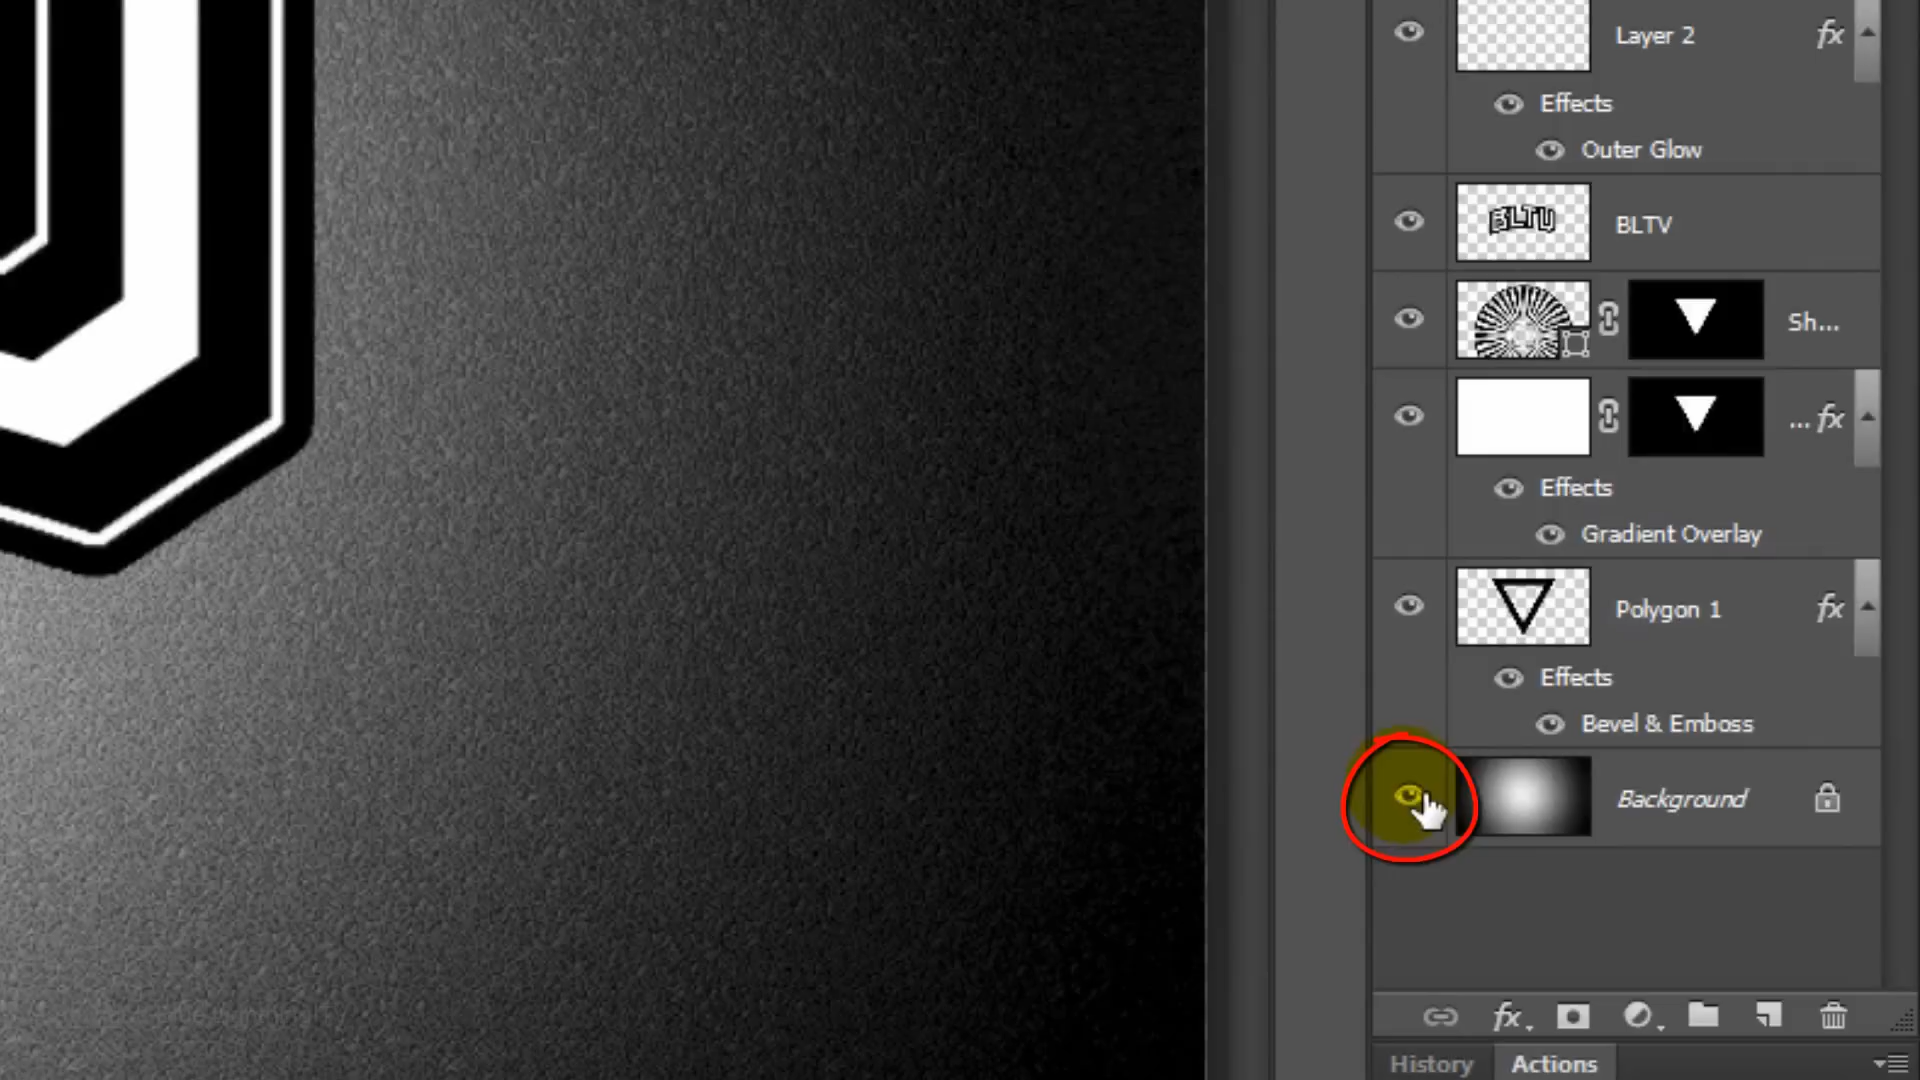 Layer 2
fx
Effects
Outer Glow
BLTV
BLTV
Sh...
... fx
Effects
Gradient Overlay
Polygon 1
fx
Effects
Bevel & Emboss
Background
fx
History
Actions